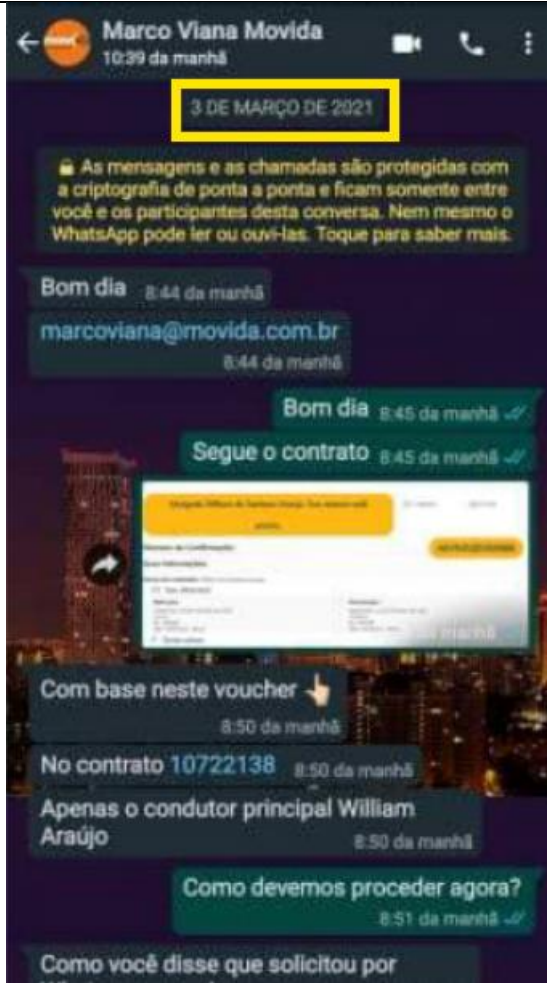 Marco Viana Movida
10:39 da manhã
3 DE MARÇO DE 2021
As mensagens e as chamadas são protegidas com
a criptografia de ponta a ponta e ficam somente entre
você e os participantes desta conversa. Nem mesmo o
WhatsApp pode ler ou ouvi-las. Toque para saber mais.
Bom dia 8:44 da manhã
marcoviana@movida.com.br
8:44 da manhã
Bom dia 8:45 da manhã
Segue o contrato 8:45 da manhã
manhã
Com base neste voucher 👆
8:50 da manhã
No contrato 10722138 8:50 da manhã
Apenas o condutor principal William
Araújo 8:50 da manhã
Como devemos proceder agora?
8:51 da manhã
Como você disse que solicitou por